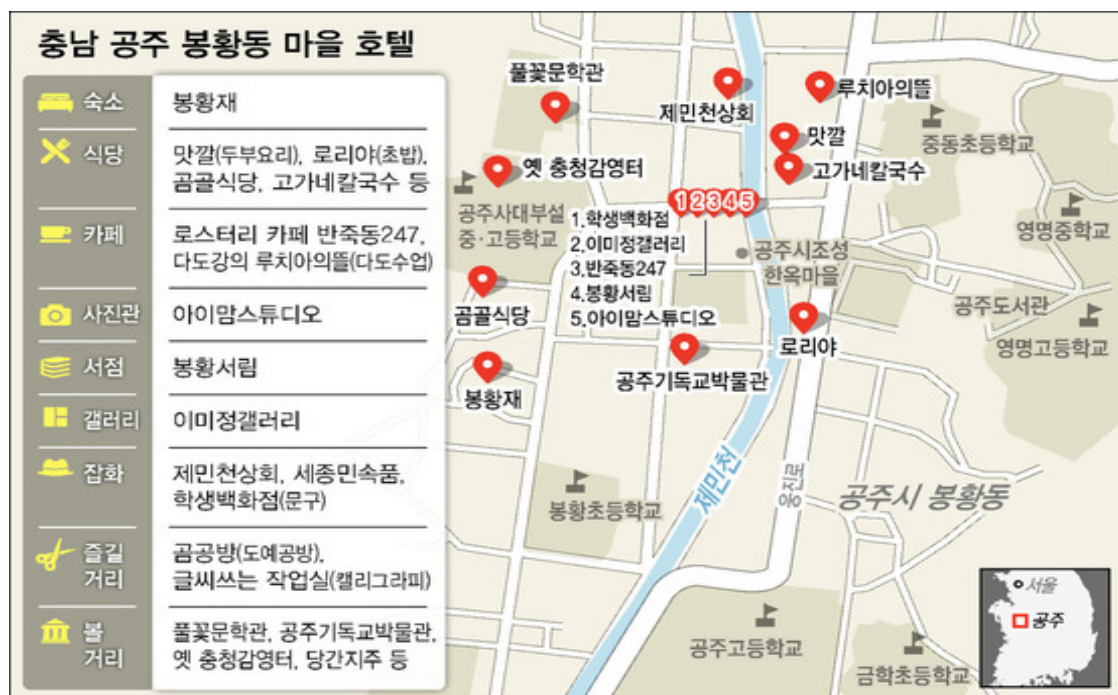 충남 공주 봉황동 마을 호텔
숙소
봉황재
식당
맛깔(두부요리), 로리야(초밥),
곰골식당, 고가네칼국수 등
카페
로스터리 카페 반죽동247,
다도강의 루치아의뜰(다도수업)
사진관
아이맘스튜디오
서점
봉황서림
갤러리
이미정갤러리
잡화
제민천상회, 세종민속품,
학생백화점(문구)
즐길
거리
곰공방(도예공방),
글씨쓰는 작업실(캘리그라피)
볼
거리
풀꽃문학관, 공주기독교박물관,
옛 충청감영터, 당간지주 등
풀꽃문학관
제민천상회
루치아의뜰
맛깔
중동초등학교
고가네칼국수
옛 충청감영터
공주사대부설
중·고등학교
1 2 3 4 5
1.학생백화점
2.이미정갤러리
3.반죽동247
4.봉황서림
5.아이맘스튜디오
공주시조성
한옥마을
영명중학교
곰골식당
공주도서관
로리야
영명고등학교
공주기독교박물관
봉황재
제민천
웅진로
봉황초등학교
공주시 봉황동
공주고등학교
금학초등학교
서울
공주